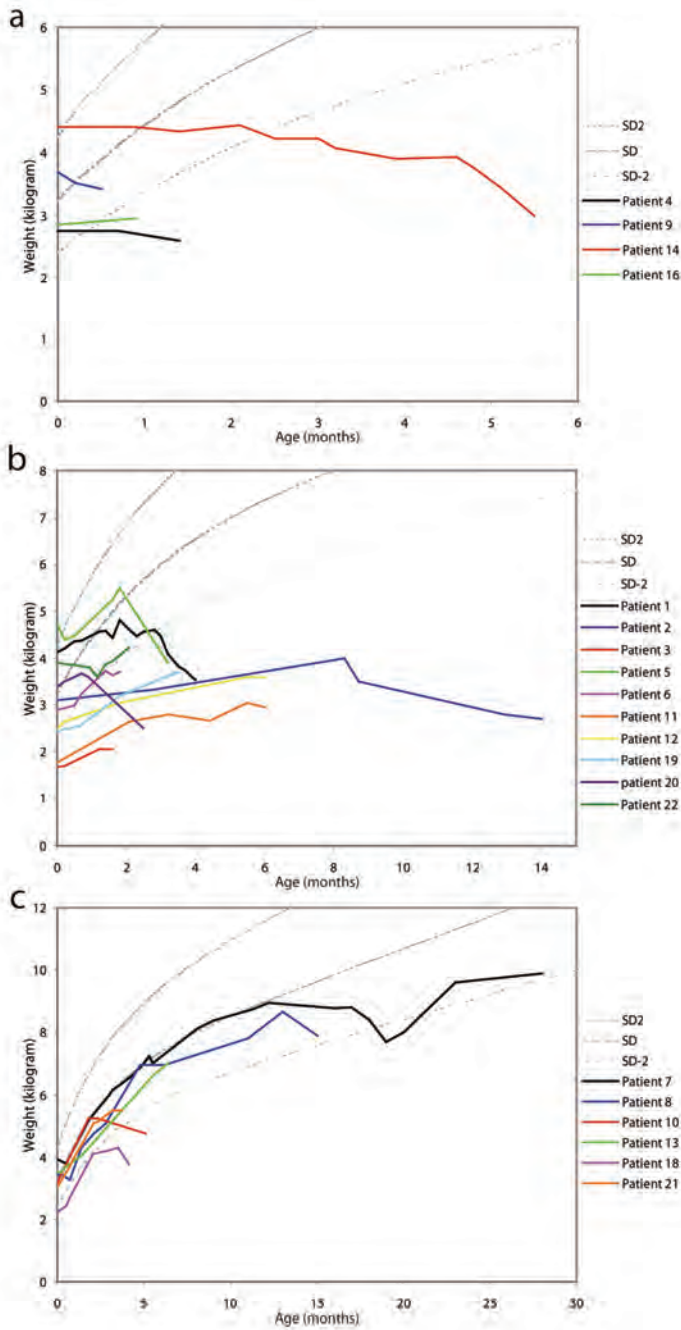 a
6
5
4
3
2
1
0
Weight (kilogram)
0 1 2 3 4 5 6
Age (months)
SD2
SD
SD-2
Patient 4
Patient 9
Patient 14
Patient 16
b
8
7
6
5
4
3
2
1
0
Weight (kilogram)
0 2 4 6 8 10 12 14
Age (months)
SD2
SD
SD-2
Patient 1
Patient 2
Patient 3
Patient 5
Patient 6
Patient 11
Patient 12
Patient 19
patient 20
Patient 22
c
12
10
8
6
4
2
0
Weight (kilogram)
0 5 10 15 20 25 30
Age (months)
SD2
SD
SD-2
Patient 7
Patient 8
Patient 10
Patient 13
Patient 18
Patient 21